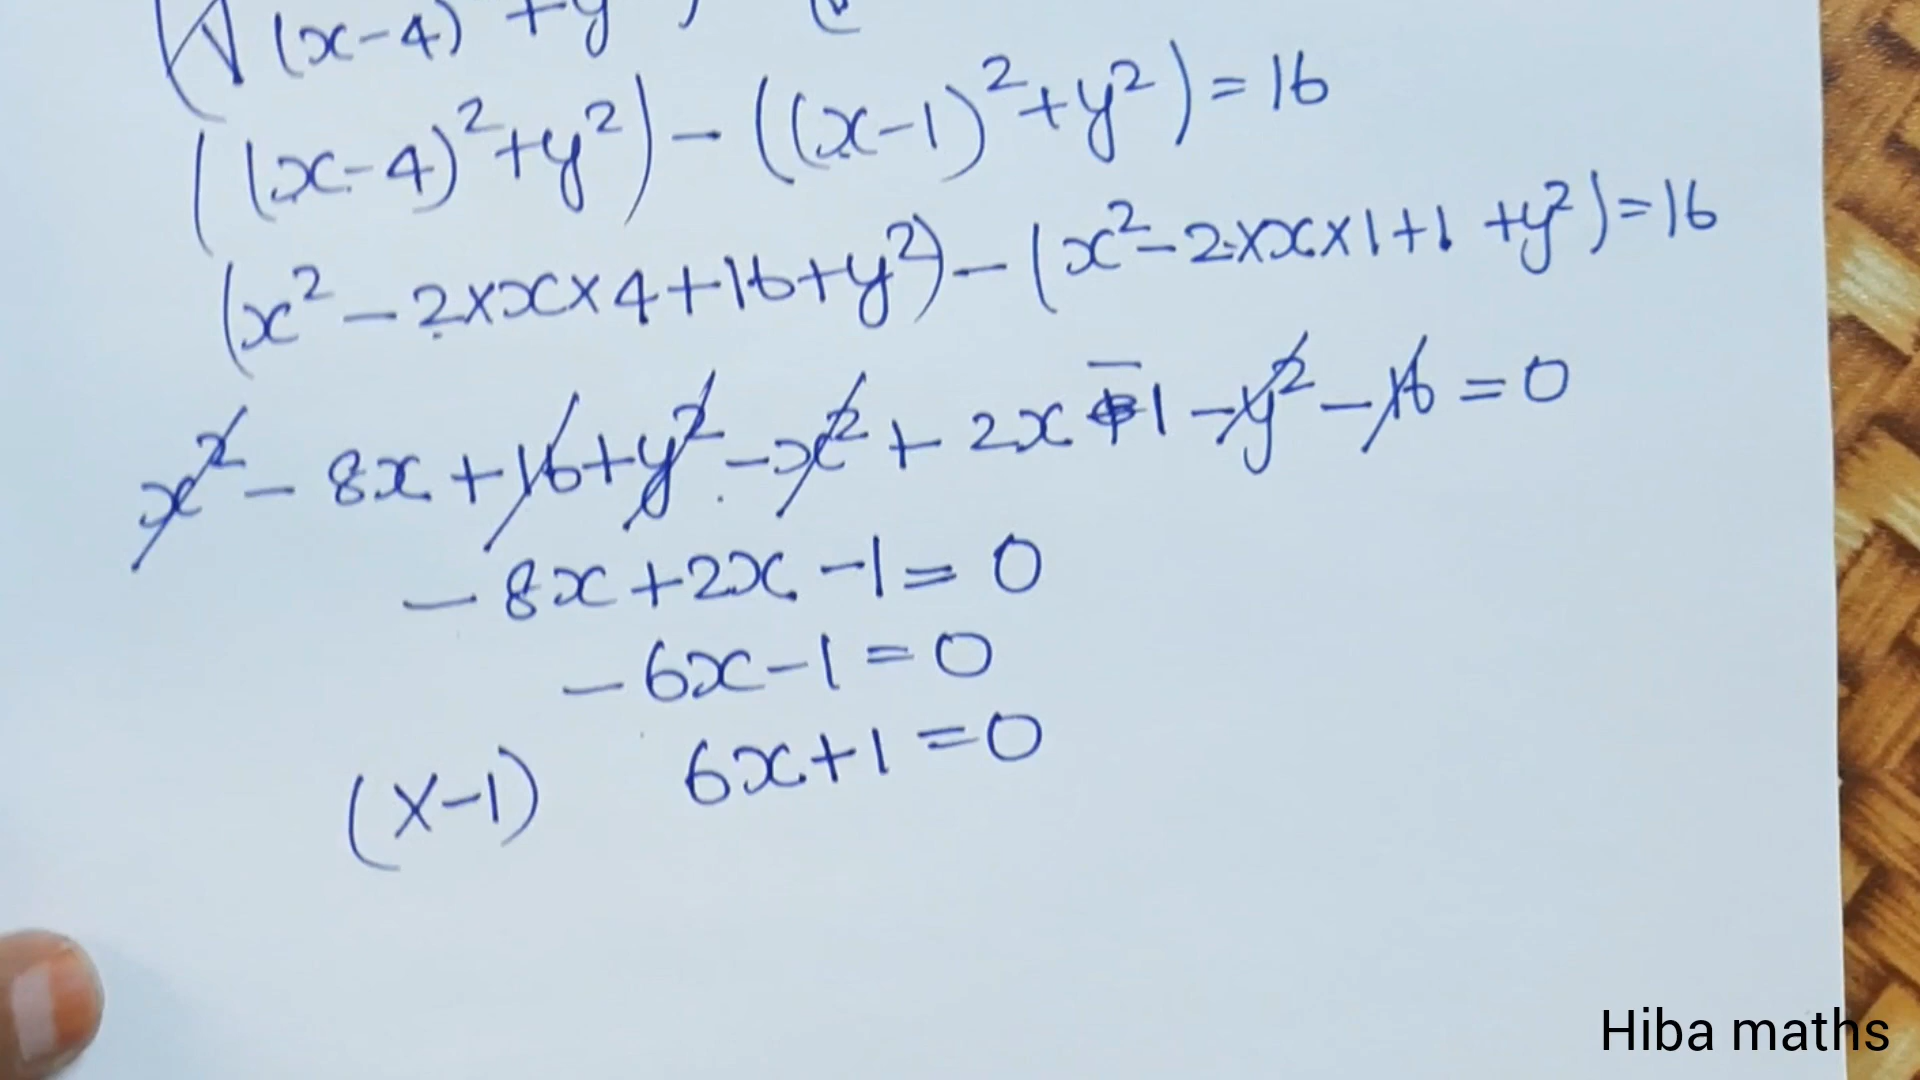 (√(x-4) + y
((x-4)²+y²) - ((x-1)²+y²) = 16
(x² - 2×x×4+16+y²) - (x² - 2×x×1+1 +y²) = 16
x² - 8x + 16 + y² - x² + 2x - 1 - y² - 16 = 0
- 8x + 2x - 1 = 0
- 6x - 1 = 0
(X-1) 6x + 1 = 0
Hiba maths